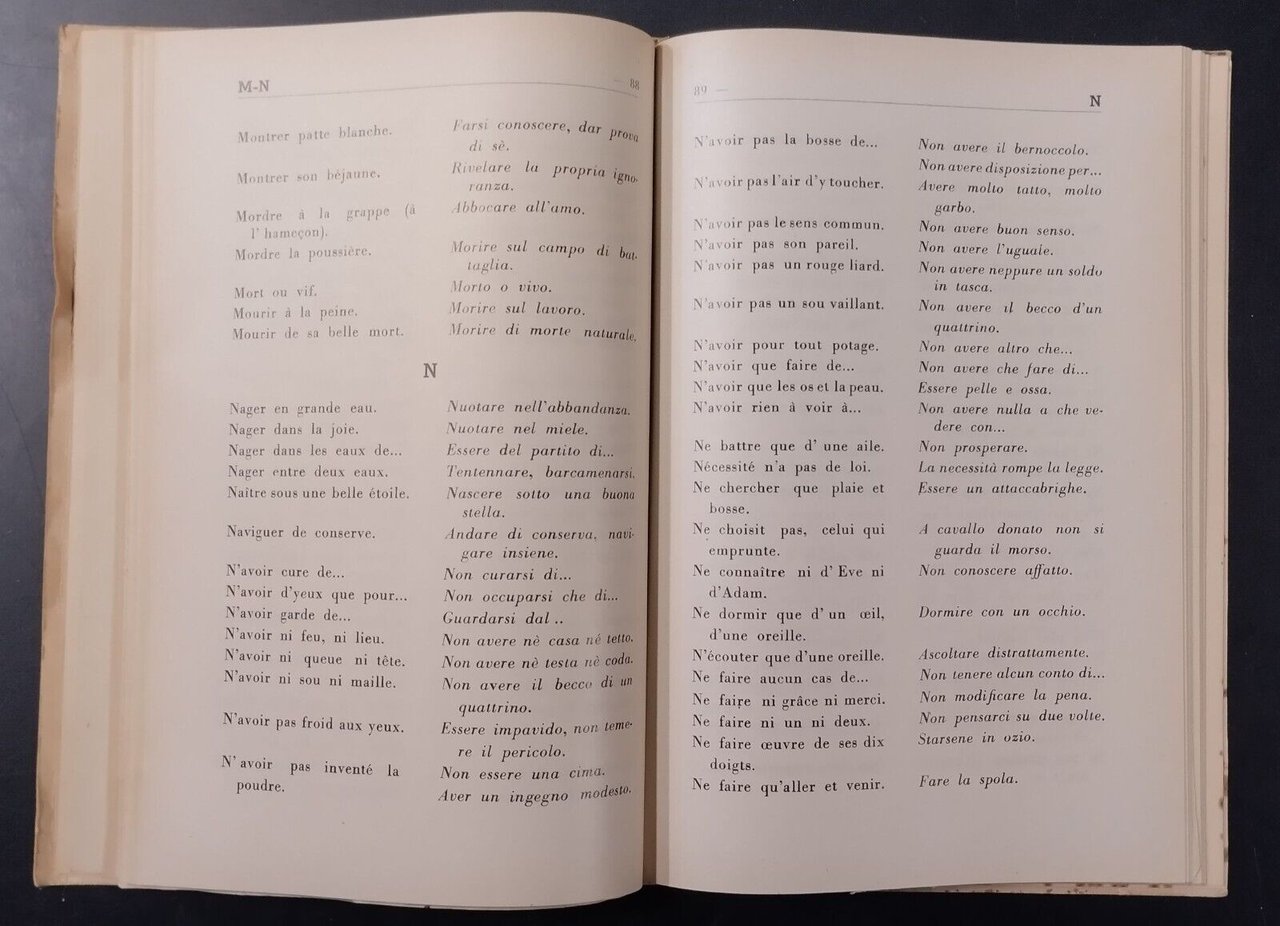 M-N
88
Montrer patte blanche.
Farsi conoscere, dar prova
di sè.
Montrer son béjaune.
Rivelare la propria igno-
ranza.
Mordre à la grappe (à
l' hameçon).
Abboccare all'amo.
Mordre la poussière.
Morire sul campo di bat-
taglia.
Mort ou vif.
Morto o vivo.
Mourir à la peine.
Morire sul lavoro.
Mourir de sa belle mort.
Morire di morte naturale.
N
Nager en grande eau.
Nuotare nell'abbandanza.
Nager dans la joie.
Nuotare nel miele.
Nager dans les eaux de...
Essere del partito di...
Nager entre deux eaux.
Tentennare, barcamenarsi.
Naître sous une belle étoile.
Nascere sotto una buona
stella.
Naviguer de conserve.
Andare di conserva, navi-
gare insiene.
N'avoir cure de...
Non curarsi di...
N'avoir d'yeux que pour...
Non occuparsi che di...
N'avoir garde de...
Guardarsi dal ..
N'avoir ni feu, ni lieu.
Non avere nè casa né tetto.
N'avoir ni queue ni tête.
Non avere nè testa nè coda.
N'avoir ni sou ni maille.
Non avere il becco di un
quattrino.
N'avoir pas froid aux yeux.
Essere impavido, non teme-
re il pericolo.
N'avoir pas inventé la
poudre.
Non essere una cima.
Aver un ingegno modesto.
89 —
N
N'avoir pas la bosse de...
Non avere il bernoccolo.
Non avere disposizione per...
N'avoir pas l'air d'y toucher.
Avere molto tatto, molto
garbo.
N'avoir pas le sens commun.
Non avere buon senso.
N'avoir pas son pareil.
Non avere l'uguale.
N'avoir pas un rouge liard.
Non avere neppure un soldo
in tasca.
N'avoir pas un sou vaillant.
Non avere il becco d'un
quattrino.
N'avoir pour tout potage.
Non avere altro che...
N'avoir que faire de...
Non avere che fare di...
N'avoir que les os et la peau.
Essere pelle e ossa.
N'avoir rien à voir à...
Non avere nulla a che ve-
dere con...
Ne battre que d' une aile.
Non prosperare.
Nécessité n'a pas de loi.
La necessità rompe la legge.
Ne chercher que plaie et
bosse.
Essere un attaccabrighe.
Ne choisit pas, celui qui
emprunte.
A cavallo donato non si
guarda il morso.
Ne connaître ni d' Eve ni
d'Adam.
Non conoscere affatto.
Ne dormir que d' un œil,
d'une oreille.
Dormire con un occhio.
N'écouter que d'une oreille.
Ascoltare distrattamente.
Ne faire aucun cas de...
Non tenere alcun conto di...
Ne faire ni grâce ni merci.
Non modificare la pena.
Ne faire ni un ni deux.
Non pensarci su due volte.
Ne faire œuvre de ses dix
doigts.
Starsene in ozio.
Ne faire qu'aller et venir.
Fare la spola.